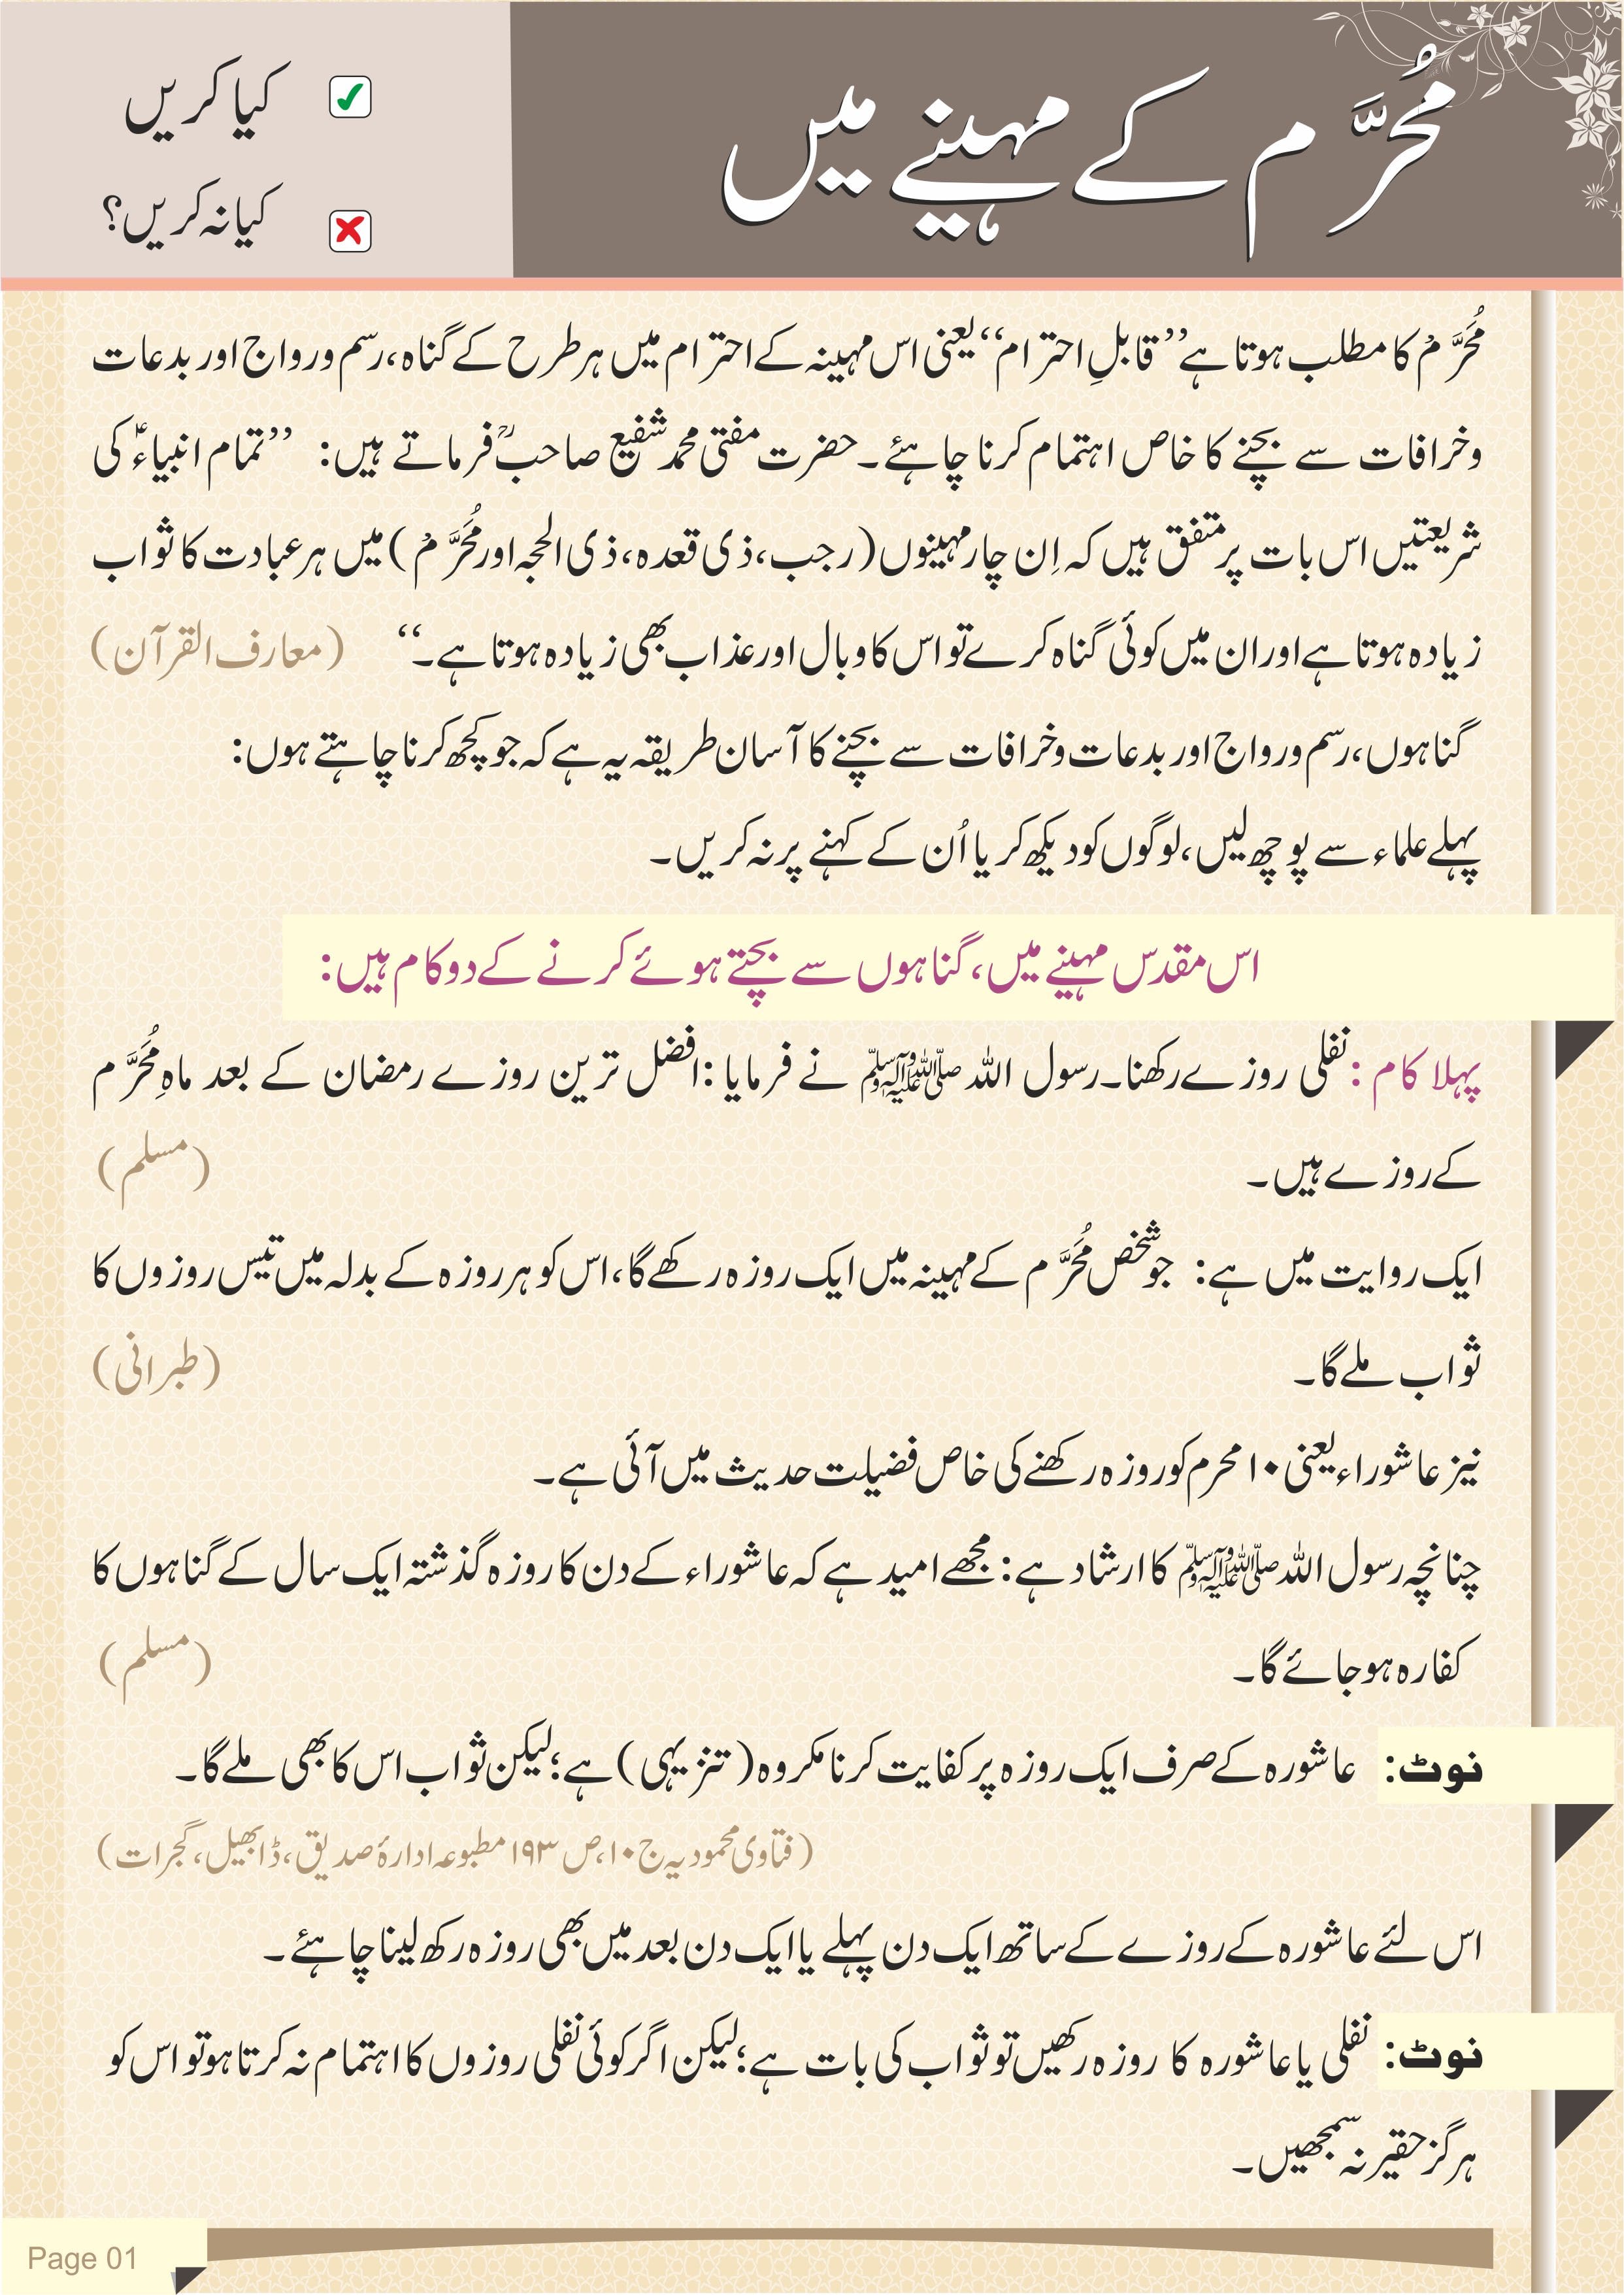 مُحَرَّم کے مہینے میں
کیا کریں
کیا نہ کریں؟
مُحَرَّمْ کا مطلب ہوتا ہے ’’قابلِ احترام‘‘ یعنی اس مہینہ کے احترام میں ہر طرح کے گناہ، رسم و رواج اور بدعات
وخرافات سے بچنے کا خاص اہتمام کرنا چاہئے۔ حضرت مفتی محمد شفیع صاحبؒ فرماتے ہیں: ’’تمام انبیاءؑ کی
شریعتیں اس بات پر متفق ہیں کہ اِن چار مہینوں (رجب، ذی قعدہ، ذی الحجہ اور مُحَرَّمْ) میں ہر عبادت کا ثواب
زیادہ ہوتا ہے اور ان میں کوئی گناہ کرے تو اس کا وبال اور عذاب بھی زیادہ ہوتا ہے۔‘‘ (معارف القرآن)
گناہوں، رسم و رواج اور بدعات و خرافات سے بچنے کا آسان طریقہ یہ ہے کہ جو کچھ کرنا چاہتے ہوں:
پہلے علماء سے پوچھ لیں، لوگوں کو دیکھ کر یا اُن کے کہنے پر نہ کریں۔
اس مقدس مہینے میں، گناہوں سے بچتے ہوئے کرنے کے دو کام ہیں:
پہلا کام: نفلی روزے رکھنا۔ رسول اللہ ﷺ نے فرمایا: افضل ترین روزے رمضان کے بعد ماہِ مُحَرَّم
کے روزے ہیں۔ (مسلم)
ایک روایت میں ہے: جو شخص مُحَرَّم کے مہینہ میں ایک روزہ رکھے گا، اس کو ہر روزہ کے بدلہ میں تیس روزوں کا
ثواب ملے گا۔ (طبرانی)
نیز عاشوراء یعنی ۱۰ محرم کو روزہ رکھنے کی خاص فضیلت حدیث میں آئی ہے۔
چنانچہ رسول اللہ ﷺ کا ارشاد ہے: مجھے امید ہے کہ عاشوراء کے دن کا روزہ گذشتہ ایک سال کے گناہوں کا
کفارہ ہو جائے گا۔ (مسلم)
نوٹ: عاشورہ کے صرف ایک روزہ پر کفایت کرنا مکروہ (تنزیہی) ہے؛ لیکن ثواب اس کا بھی ملے گا۔
(فتاویٰ محمودیہ ج ۱۰، ص ۱۹۳ مطبوعہ ادارۂ صدیق، ڈابھیل، گجرات)
اس لئے عاشورہ کے روزے کے ساتھ ایک دن پہلے یا ایک دن بعد میں بھی روزہ رکھ لینا چاہئے۔
نوٹ: نفلی یا عاشورہ کا روزہ رکھیں تو ثواب کی بات ہے؛ لیکن اگر کوئی نفلی روزوں کا اہتمام نہ کرتا ہو تو اس کو
ہرگز حقیر نہ سمجھیں۔
Page 01